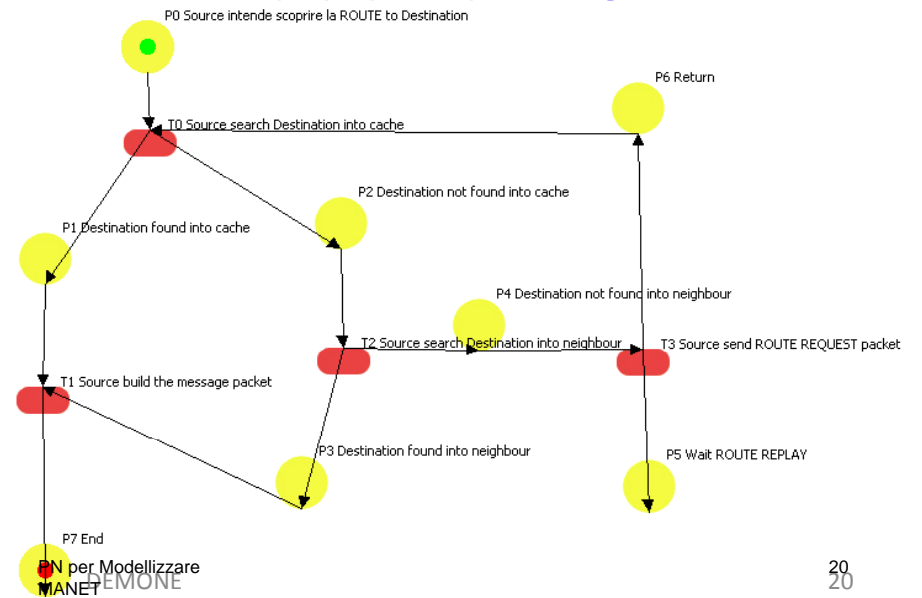 P0 Source intende scoprire la ROUTE to Destination
P6 Return
T0 Source search Destination into cache
P2 Destination not found into cache
P1 Destination found into cache
P4 Destination not found into neighbour
T2 Source search Destination into neighbour
T3 Source send ROUTE REQUEST packet
T1 Source build the message packet
P3 Destination found into neighbour
P5 Wait ROUTE REPLAY
P7 End
PN per Modellizzare
MANET
DEMONE
20
20